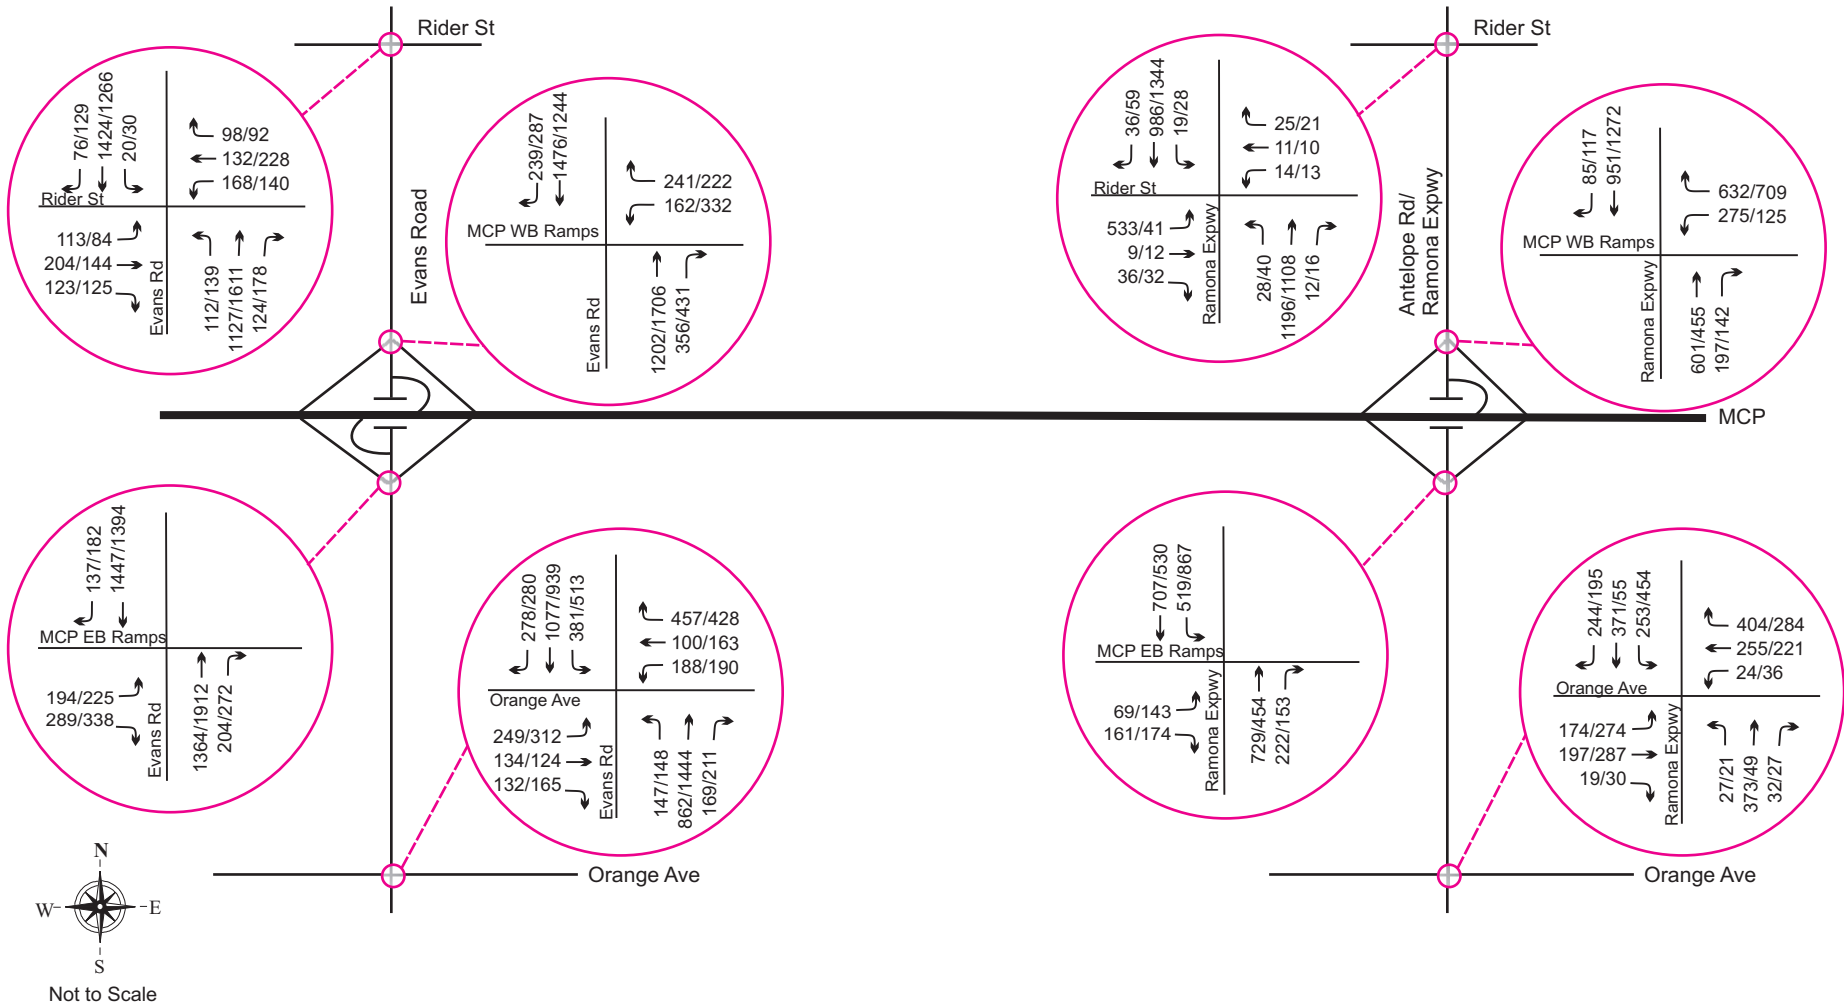 Rider St
76/129
1424/1266
20/30
98/92
132/228
168/140
Rider St
113/84
204/144
123/125
Evans Rd
112/139
1127/1611
124/178
239/287
1476/1244
241/222
162/332
MCP WB Ramps
Evans Rd
1202/1706
356/431
Evans Road
Rider St
36/59
986/1344
19/28
25/21
11/10
14/13
Rider St
533/41
9/12
36/32
Ramona Expwy
28/40
1196/1108
12/16
Antelope Rd/
Ramona Expwy
85/117
951/1272
632/709
275/125
MCP WB Ramps
Ramona Expwy
601/455
197/142
MCP
137/182
1447/1394
MCP EB Ramps
194/225
289/338
Evans Rd
1364/1912
204/272
278/280
1077/939
381/513
457/428
100/163
188/190
Orange Ave
249/312
134/124
132/165
Evans Rd
147/148
862/1444
169/211
Orange Ave
707/530
519/867
MCP EB Ramps
69/143
161/174
Ramona Expwy
729/454
222/153
244/195
371/55
253/454
404/284
255/221
24/36
Orange Ave
174/274
197/287
19/30
Ramona Expwy
27/21
373/49
32/27
Orange Ave
N
W
E
S
Not to Scale